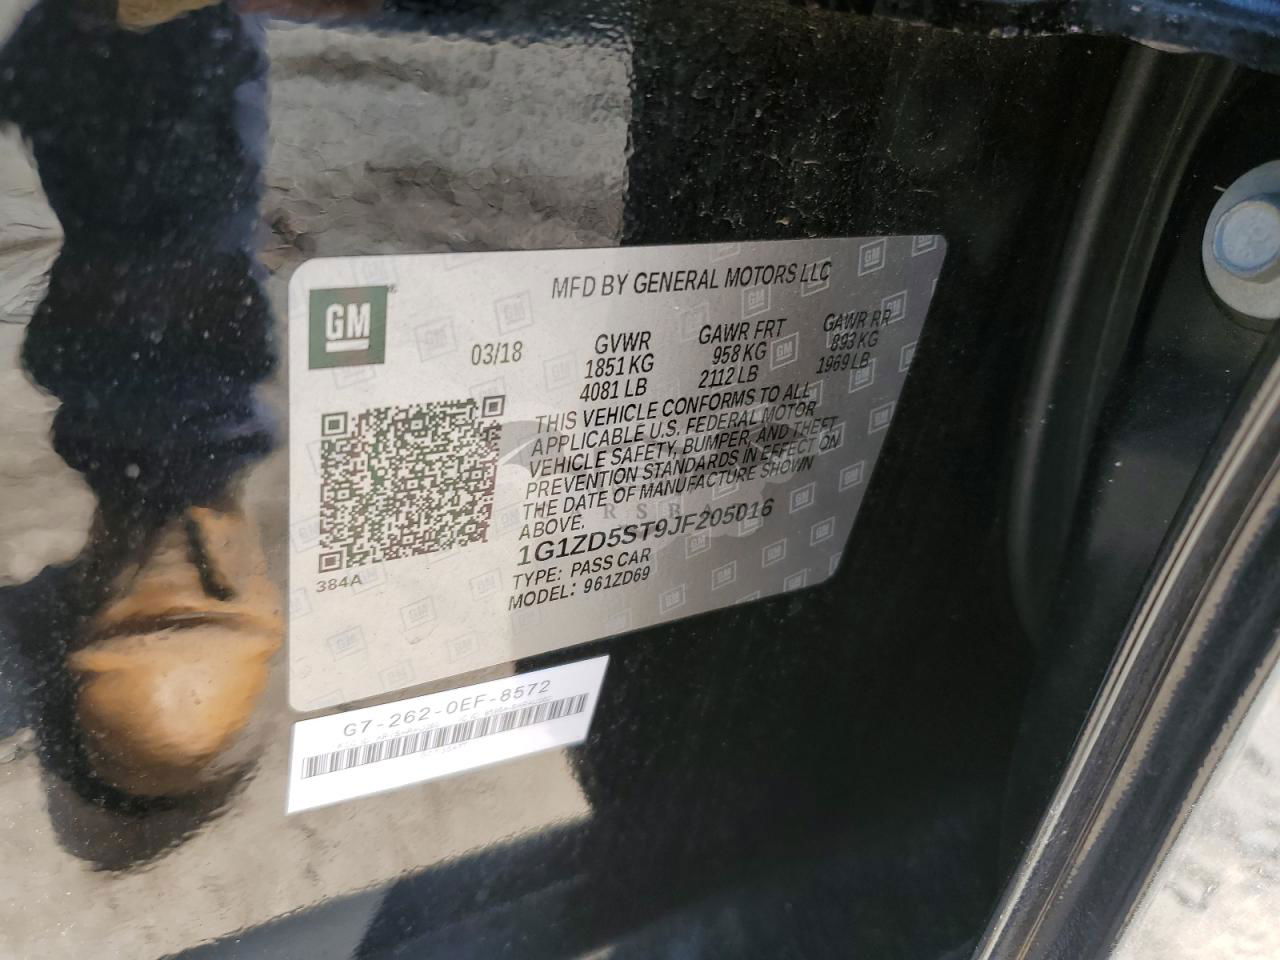 MFD BY GENERAL MOTORS LLC
GM
03/18
GVWR GAWR FRT GAWR RR
1851 KG 958 KG 893 KG
4081 LB 2112 LB 1969 LB
THIS VEHICLE CONFORMS TO ALL
APPLICABLE U.S. FEDERAL MOTOR
VEHICLE SAFETY, BUMPER, AND THEFT
PREVENTION STANDARDS IN EFFECT ON
THE DATE OF MANUFACTURE SHOWN
ABOVE.
1G1ZD5ST9JF205016
TYPE: PASS CAR
MODEL: 961ZD69
384A
G7-262-0EF-8572